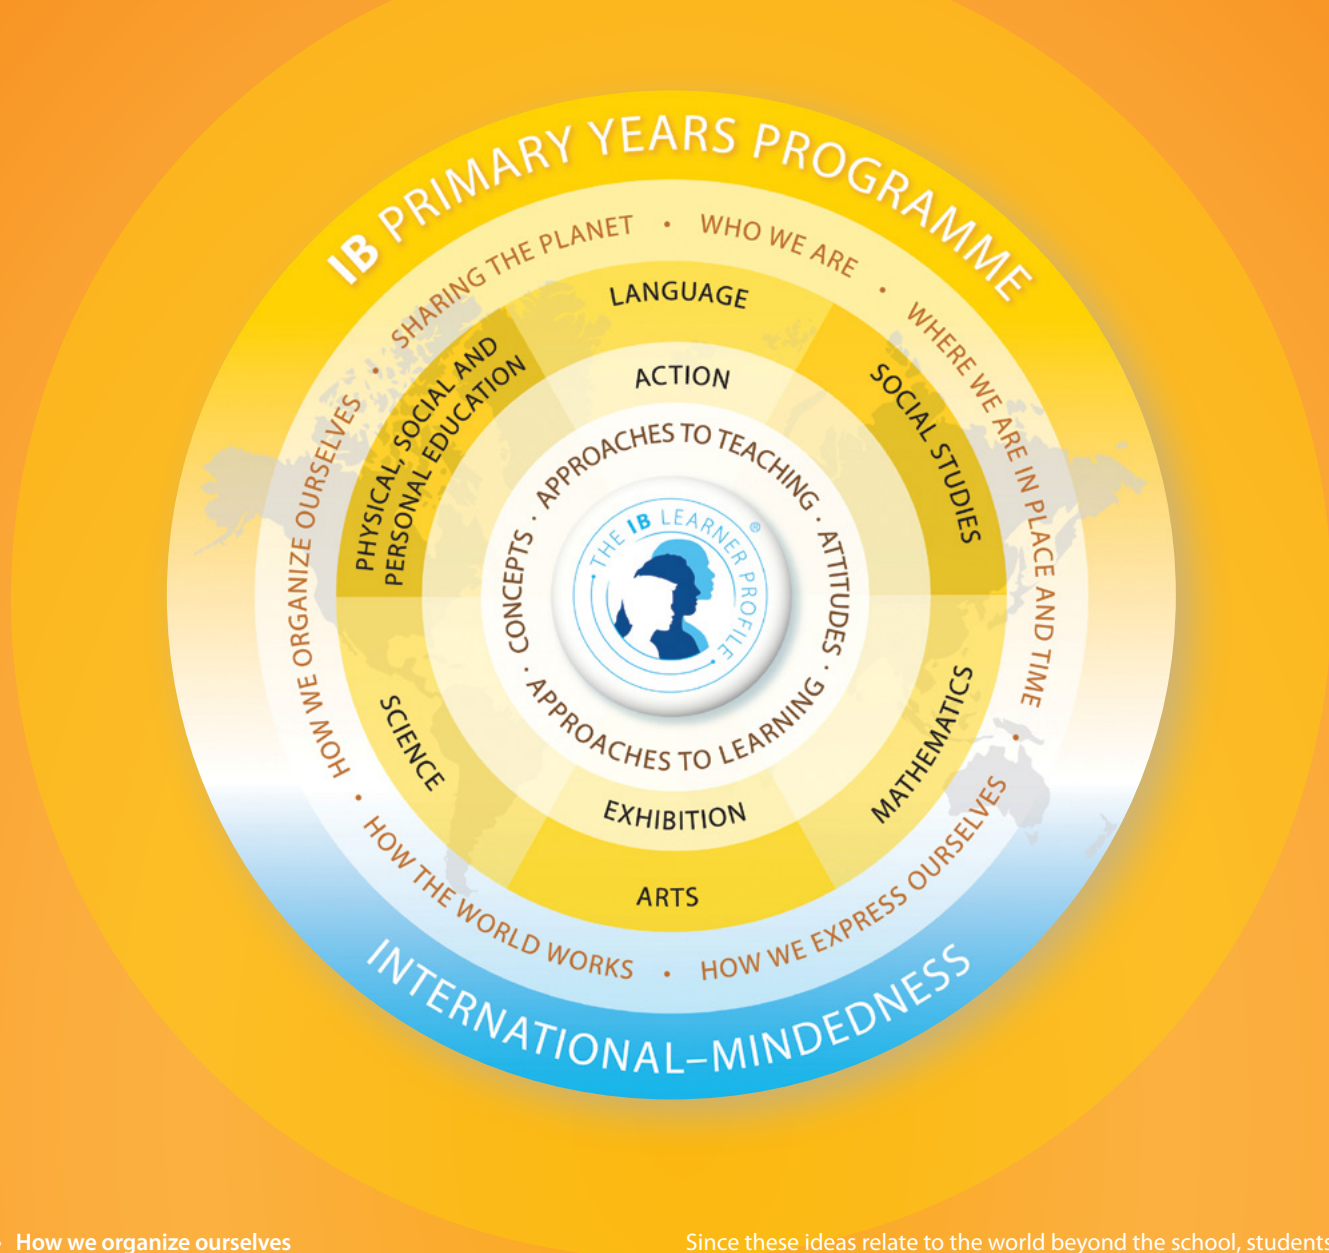 IB PRIMARY YEARS PROGRAMME
SHARING THE PLANET • WHO WE ARE • WHERE WE ARE IN PLACE AND TIME • HOW WE EXPRESS OURSELVES • HOW THE WORLD WORKS • HOW WE ORGANIZE OURSELVES •
LANGUAGE
SOCIAL STUDIES
MATHEMATICS
ARTS
SCIENCE
PHYSICAL, SOCIAL AND
PERSONAL EDUCATION
ACTION
EXHIBITION
APPROACHES TO TEACHING · ATTITUDES · APPROACHES TO LEARNING · CONCEPTS ·
• THE IB LEARNER PROFILE • ®
INTERNATIONAL–MINDEDNESS
• How we organize ourselves
Since these ideas relate to the world beyond the school, students